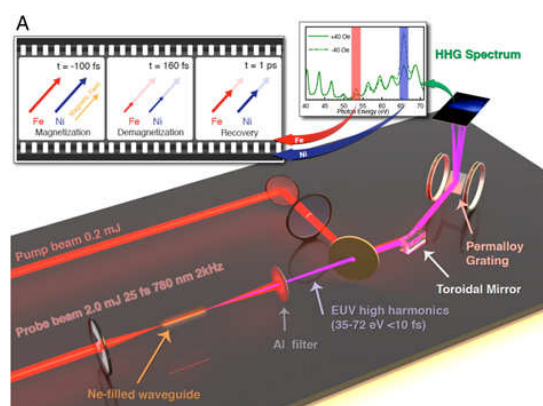 A
t = -100 fs
t = 160 fs
t = 1 ps
Fe
Ni
Fe
Ni
Fe
Ni
Magnetization
Demagnetization
Recovery
Fe
Ni
+40 Oe
-40 Oe
40 45 50 55 60 65 70
Photon Energy (eV)
HHG Spectrum
Pump beam 0.2 mJ
Probe beam 2.0 mJ 25 fs 780 nm 2kHz
Permalloy
Grating
Toroidal Mirror
EUV high harmonics
(35-72 eV <10 fs)
Al filter
Ne-filled waveguide